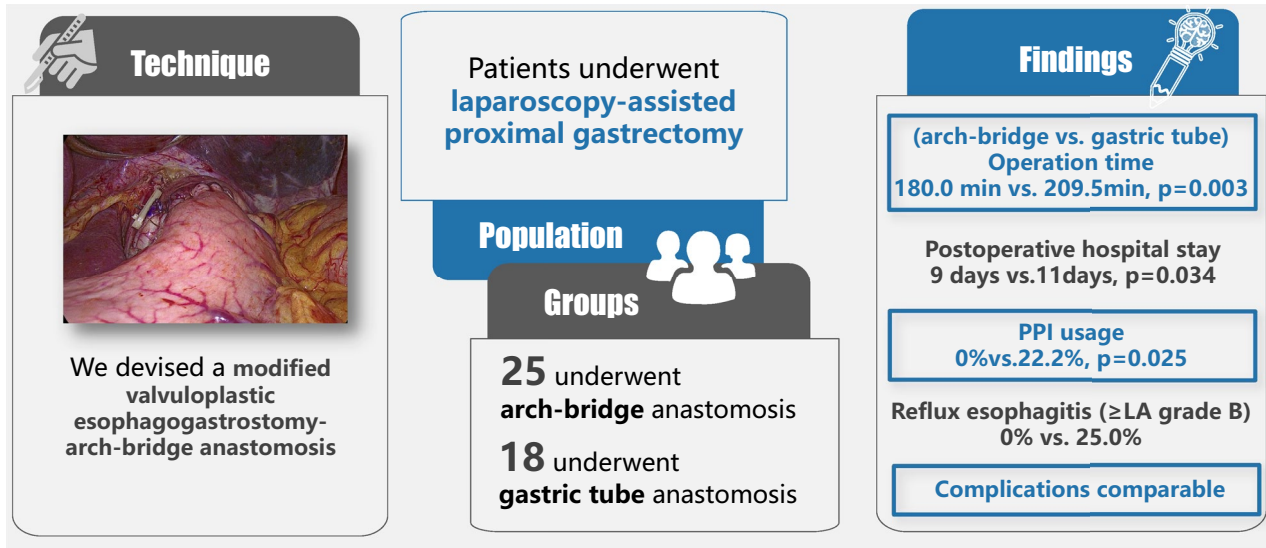 Technique
We devised a modified
valvuloplastic
esophagogastrostomy-
arch-bridge anastomosis
Patients underwent
laparoscopy-assisted
proximal gastrectomy
Population
Groups
25 underwent
arch-bridge anastomosis
18 underwent
gastric tube anastomosis
Findings
(arch-bridge vs. gastric tube)
Operation time
180.0 min vs. 209.5min, p=0.003
Postoperative hospital stay
9 days vs.11days, p=0.034
PPI usage
0%vs.22.2%, p=0.025
Reflux esophagitis (≥LA grade B)
0% vs. 25.0%
Complications comparable